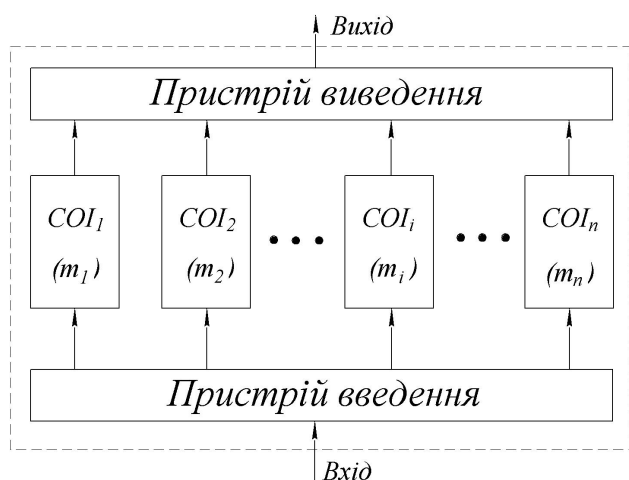 Вихід
Пристрій виведення
СОІ₁ СОІ₂ СОІᵢ СОІₙ
(m₁) (m₂) • • • (mᵢ) • • • (mₙ)
Пристрій введення
Вхід